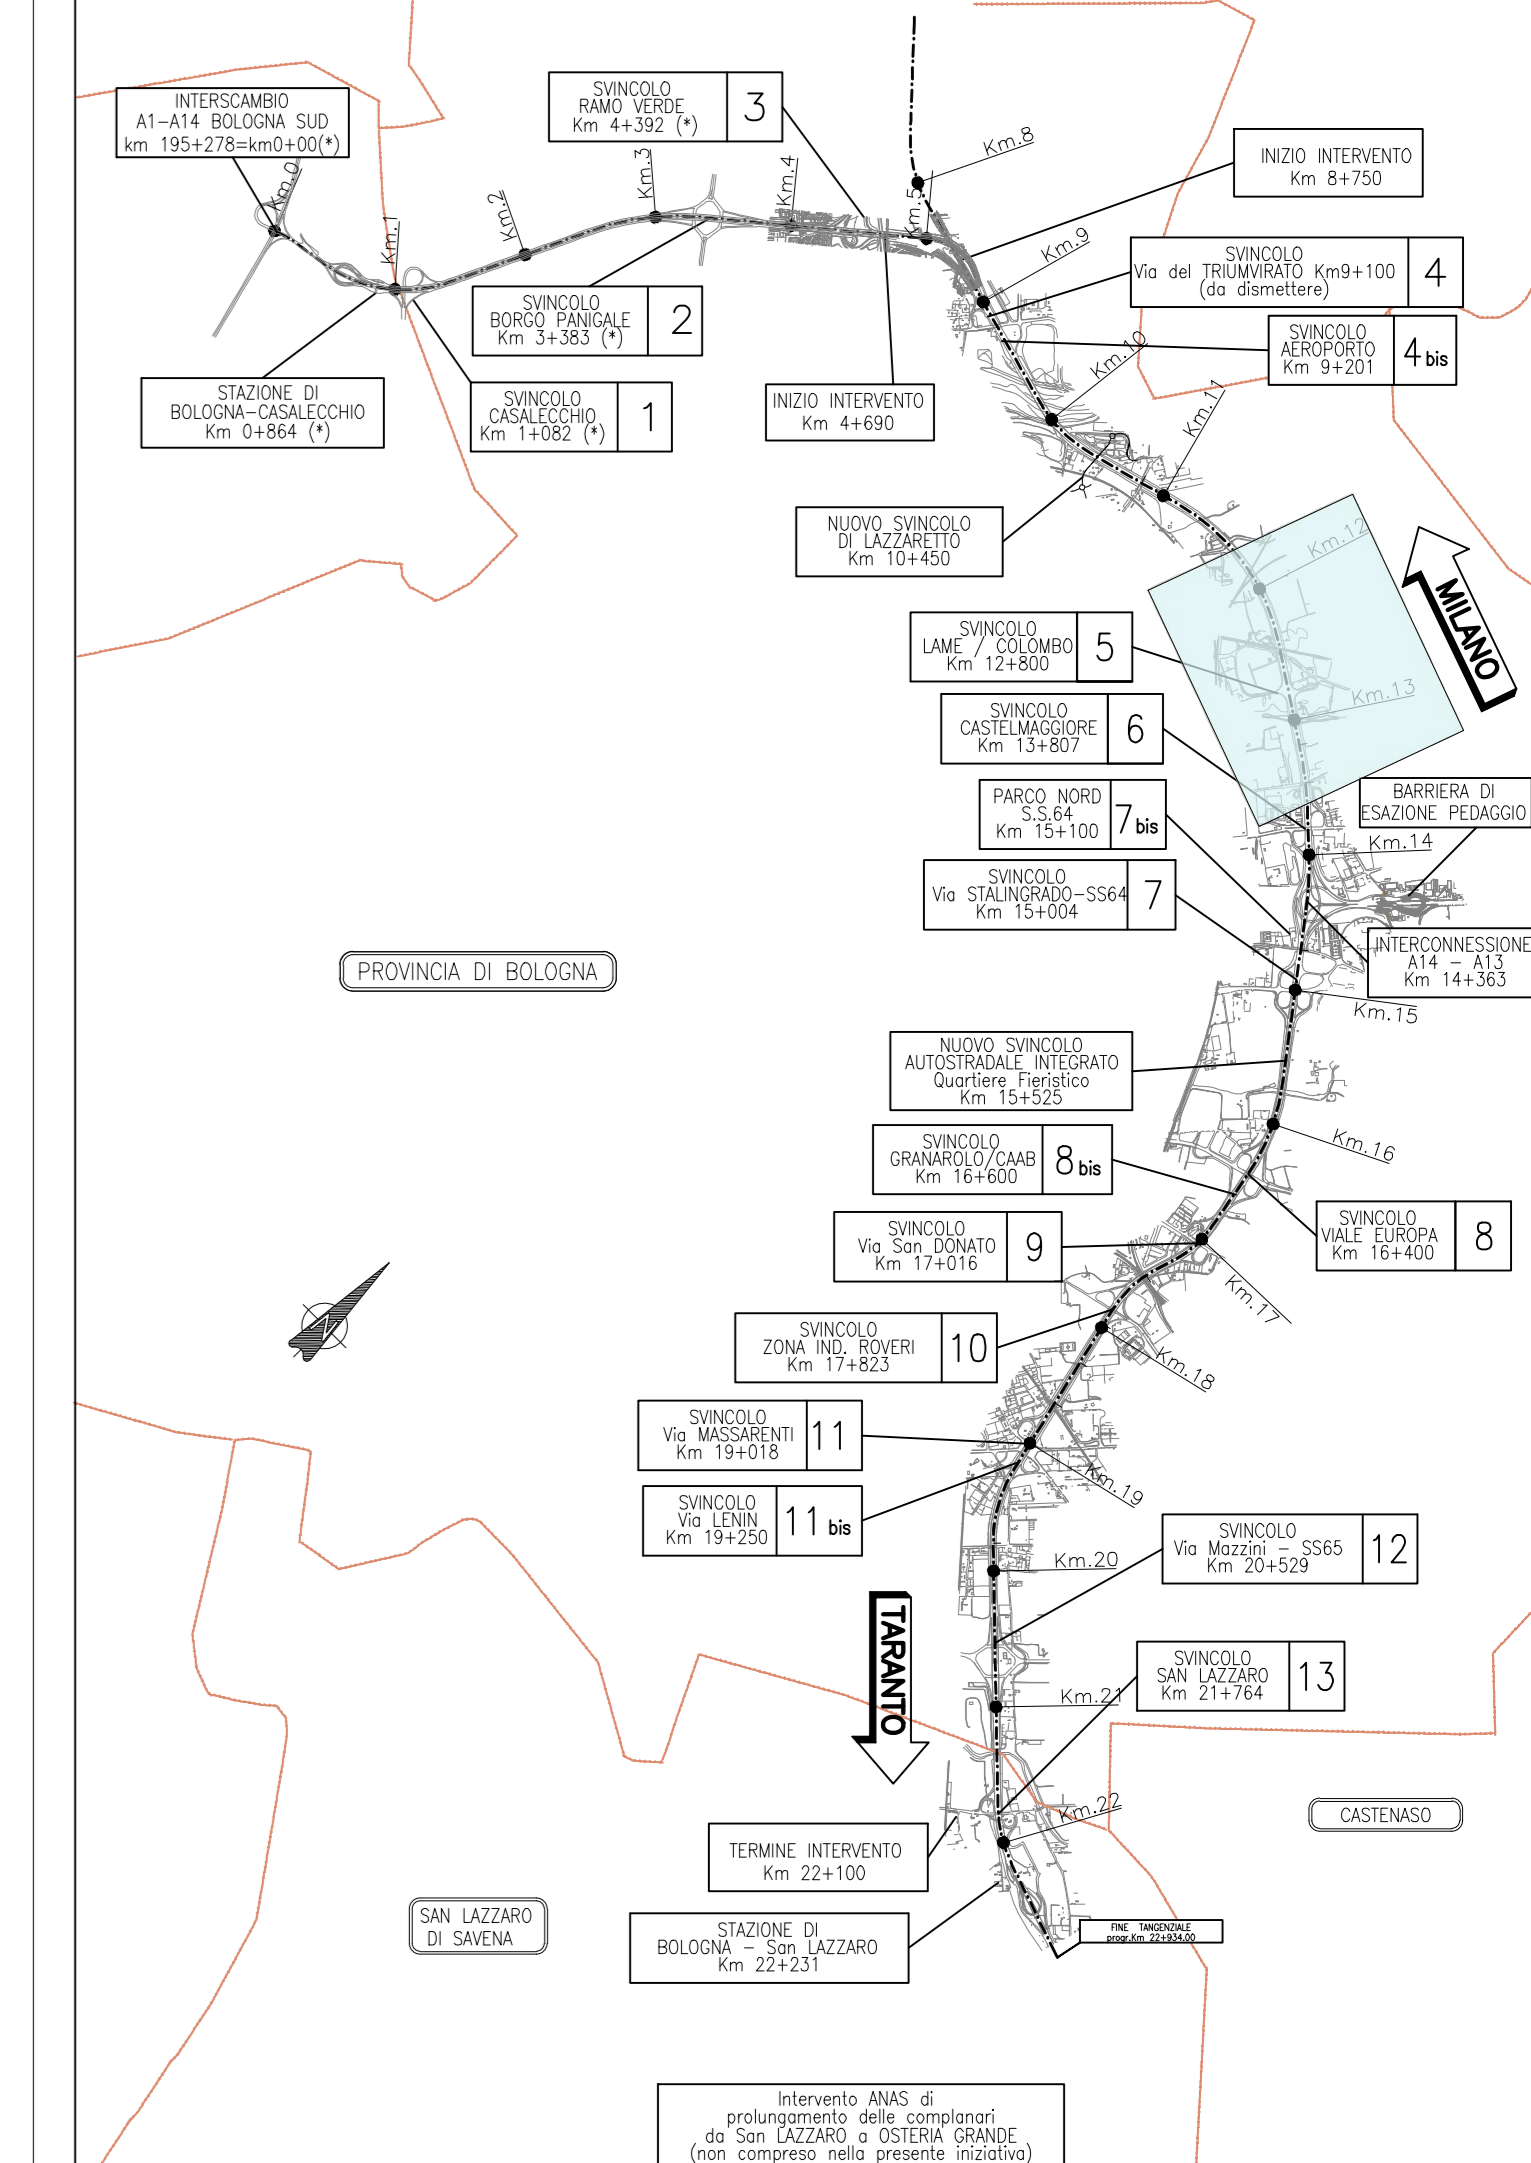 INTERSCAMBIO
A1-A14 BOLOGNA SUD
km 195+278=km0+00(*)
SVINCOLO
RAMO VERDE
Km 4+392 (*)
3
Km.0
Km.1
Km.2
Km.3
Km.4
Km.5
Km.8
INIZIO INTERVENTO
Km 8+750
Km.9
SVINCOLO
Via del TRIUMVIRATO Km9+100
(da dismettere)
4
SVINCOLO
BORGO PANIGALE
Km 3+383 (*)
2
SVINCOLO
AEROPORTO
Km 9+201
4 bis
Km.10
STAZIONE DI
BOLOGNA-CASALECCHIO
Km 0+864 (*)
SVINCOLO
CASALECCHIO
Km 1+082 (*)
1
INIZIO INTERVENTO
Km 4+690
Km.11
NUOVO SVINCOLO
DI LAZZARETTO
Km 10+450
Km.12
MILANO
SVINCOLO
LAME / COLOMBO
Km 12+800
5
Km.13
SVINCOLO
CASTELMAGGIORE
Km 13+807
6
PARCO NORD
S.S.64
Km 15+100
7 bis
BARRIERA DI
ESAZIONE PEDAGGIO
Km.14
SVINCOLO
Via STALINGRADO-SS64
Km 15+004
7
INTERCONNESSIONE
A14 - A13
Km 14+363
PROVINCIA DI BOLOGNA
Km.15
NUOVO SVINCOLO
AUTOSTRADALE INTEGRATO
Quartiere Fieristico
Km 15+525
Km.16
SVINCOLO
GRANAROLO/CAAB
Km 16+600
8 bis
SVINCOLO
VIALE EUROPA
Km 16+400
8
SVINCOLO
Via San DONATO
Km 17+016
9
Km.17
SVINCOLO
ZONA IND. ROVERI
Km 17+823
10
Km.18
SVINCOLO
Via MASSARENTI
Km 19+018
11
Km.19
SVINCOLO
Via LENIN
Km 19+250
11 bis
SVINCOLO
Via Mazzini - SS65
Km 20+529
12
Km.20
TARANTO
SVINCOLO
SAN LAZZARO
Km 21+764
13
Km.21
Km.22
CASTENASO
TERMINE INTERVENTO
Km 22+100
SAN LAZZARO
DI SAVENA
STAZIONE DI
BOLOGNA - San LAZZARO
Km 22+231
FINE TANGENZIALE
progr.Km 22+934.00
Intervento ANAS di
prolungamento delle complanari
da San LAZZARO a OSTERIA GRANDE
(non compreso nella presente iniziativa)